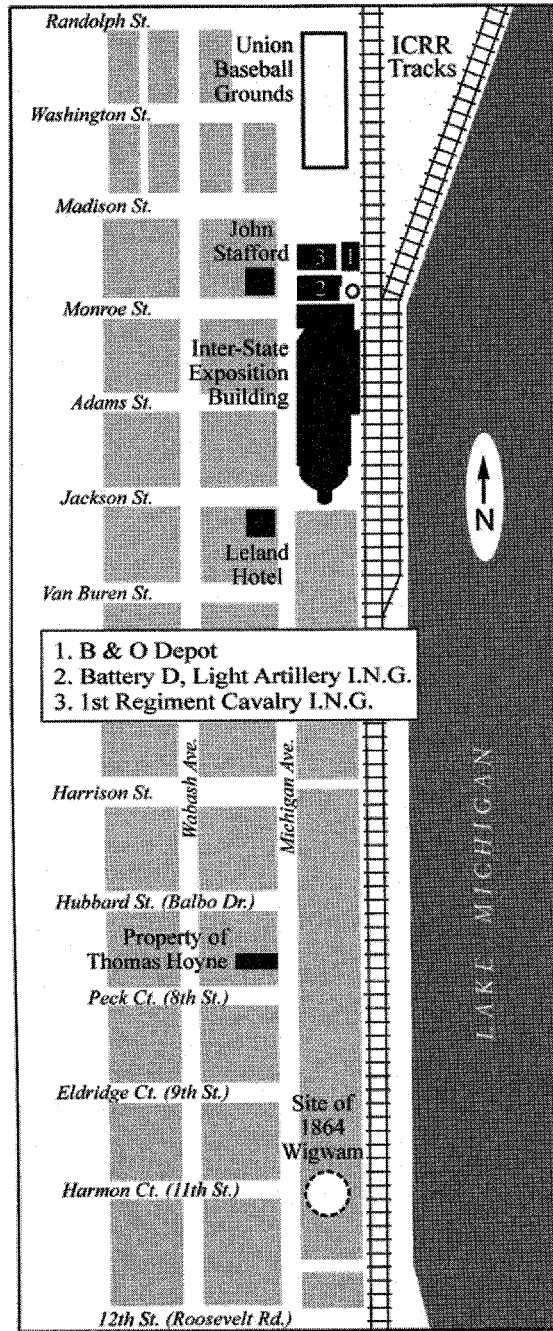 Randolph St.
Union
Baseball
Grounds
ICRR
Tracks
Washington St.
Madison St.
John
Stafford
3
1
2
Monroe St.
Inter-State
Exposition
Building
Adams St.
N
Jackson St.
Leland
Hotel
Van Buren St.
1. B & O Depot
2. Battery D, Light Artillery I.N.G.
3. 1st Regiment Cavalry I.N.G.
Wabash Ave.
Michigan Ave.
Harrison St.
LAKE MICHIGAN
Hubbard St. (Balbo Dr.)
Property of
Thomas Hoyne
Peck Ct. (8th St.)
Eldridge Ct. (9th St.)
Site of
1864
Wigwam
Harmon Ct. (11th St.)
12th St. (Roosevelt Rd.)